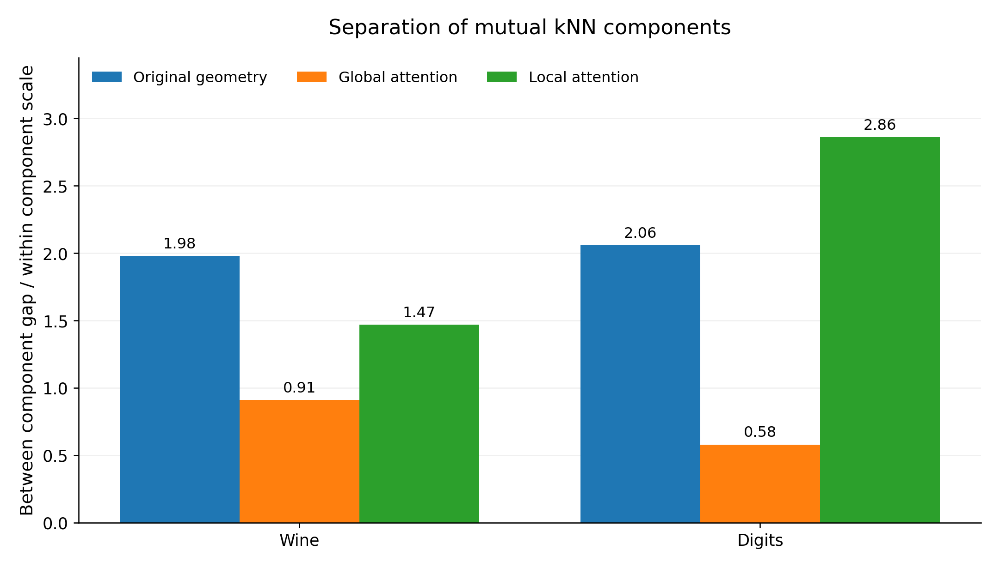 Separation of mutual kNN components
Original geometry
Global attention
Local attention
Between component gap / within component scale
3.0
2.5
2.0
1.5
1.0
0.5
0.0
1.98
0.91
1.47
2.06
0.58
2.86
Wine
Digits